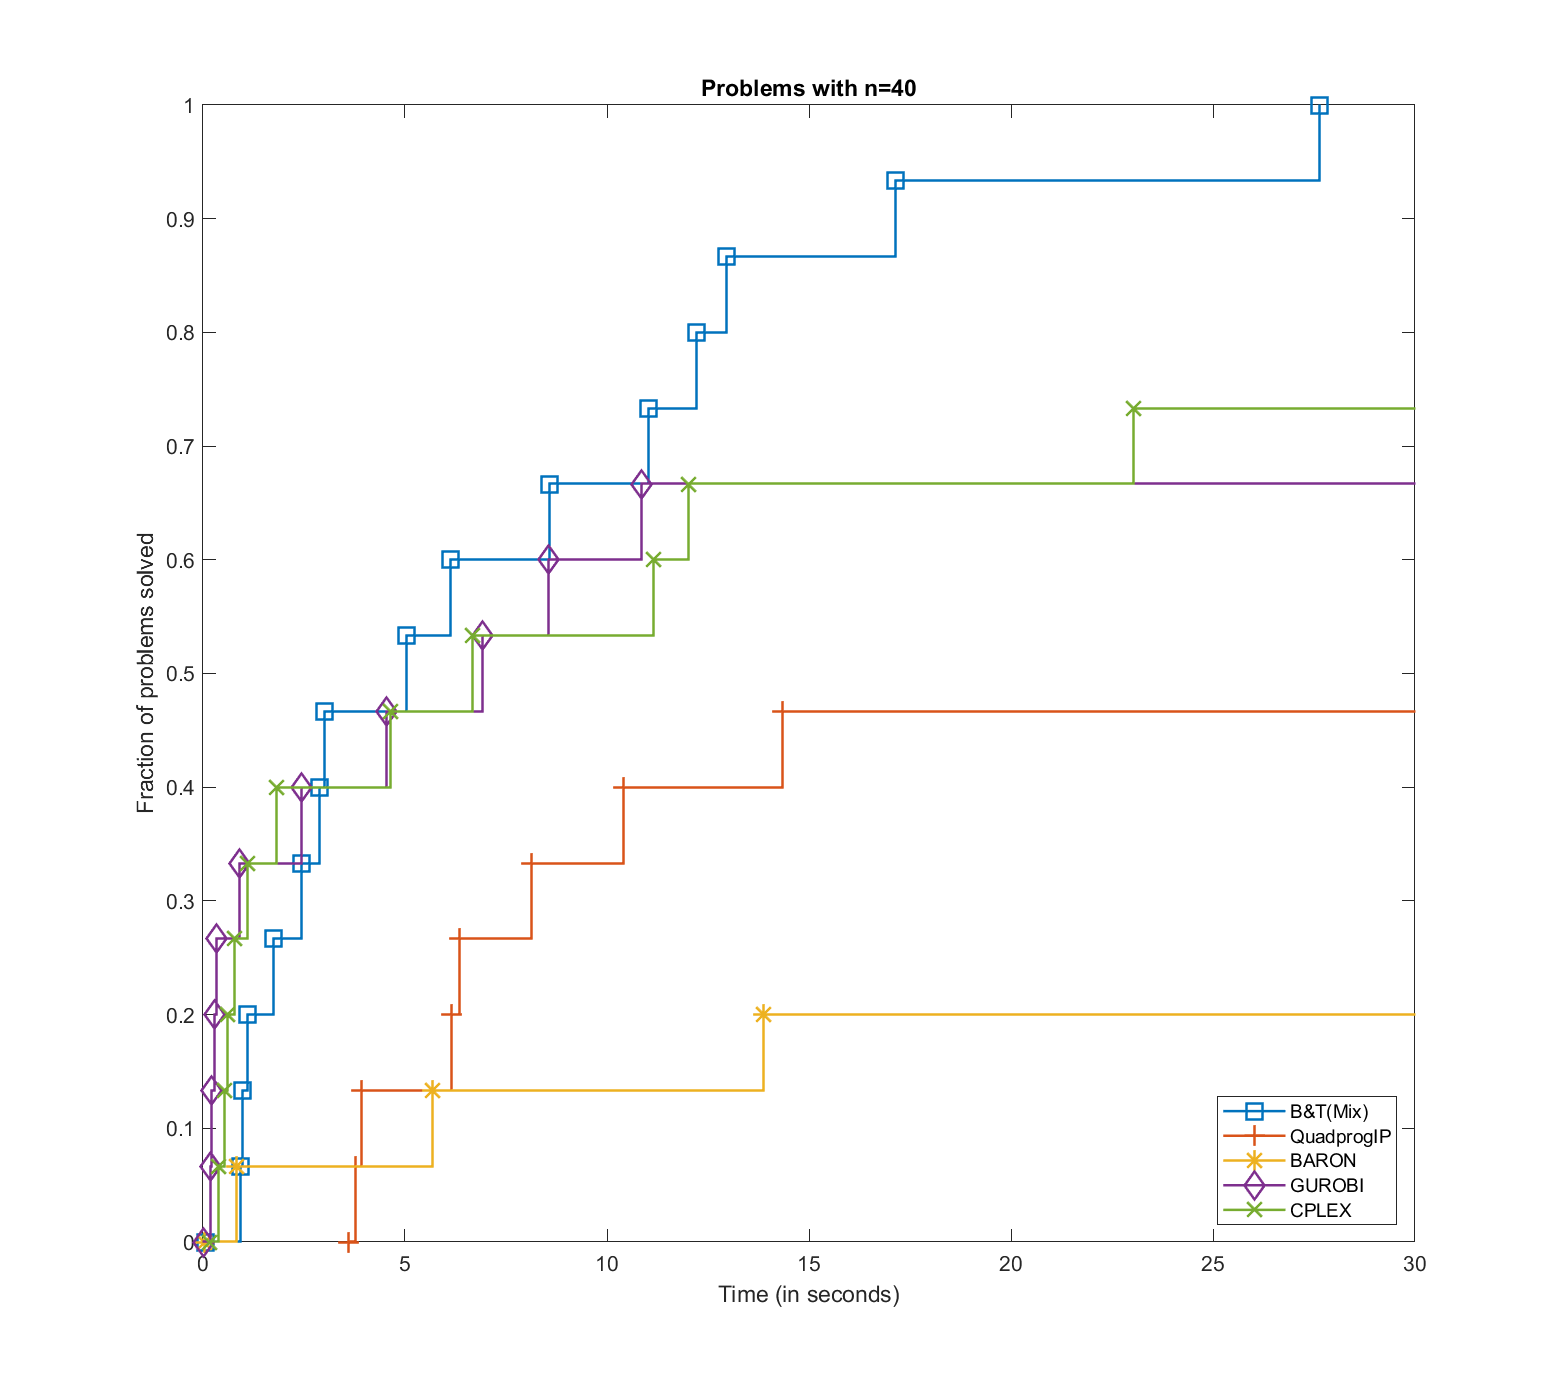 Problems with n=40
Fraction of problems solved
1
0.9
0.8
0.7
0.6
0.5
0.4
0.3
0.2
0.1
0
0 5 10 15 20 25 30
Time (in seconds)
B&T(Mix)
QuadprogIP
BARON
GUROBI
CPLEX